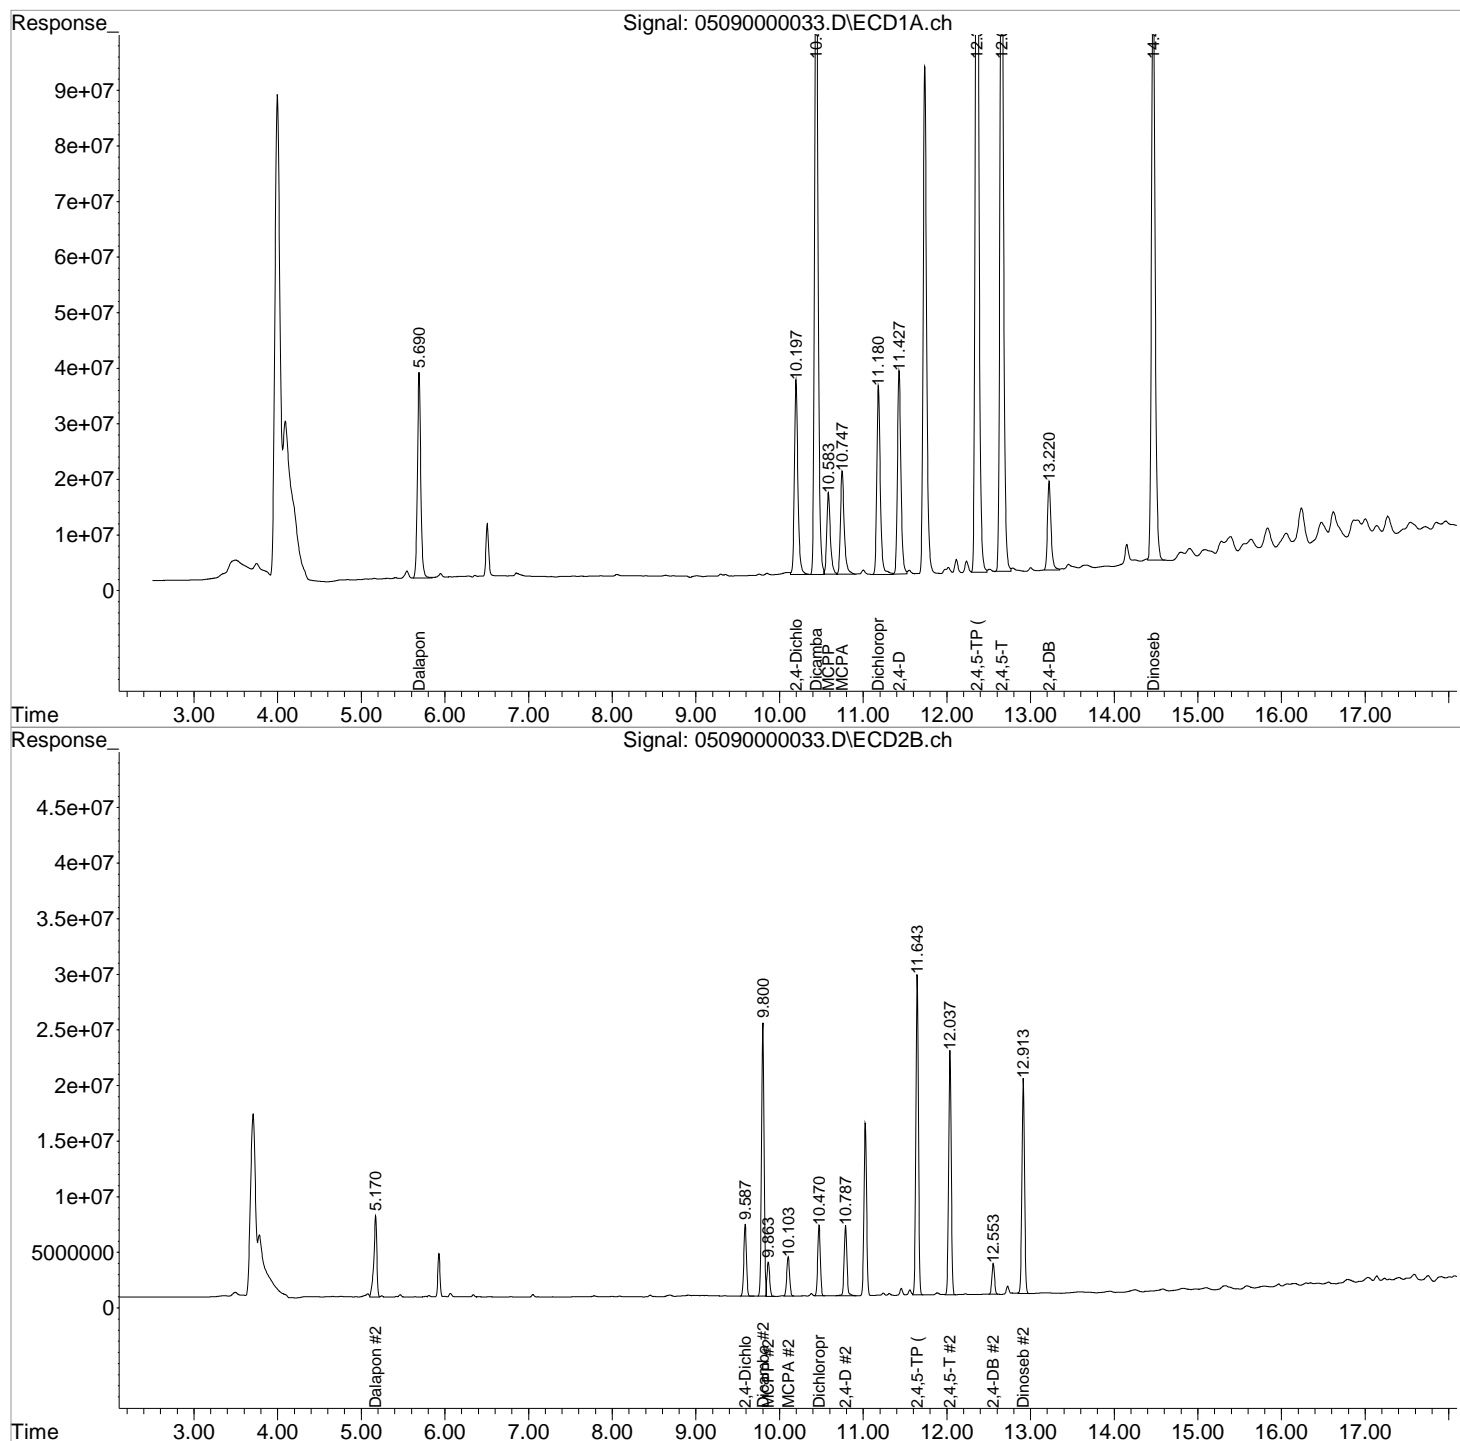 Response_
Signal: 05090000033.D\ECD1A.ch
9e+07
8e+07
7e+07
6e+07
5e+07
4e+07
3e+07
2e+07
1e+07
0
5.690
10.197
10.
10.583
10.747
11.180
11.427
12.
12.
13.220
14.
Dalapon
2,4-Dichlo
Dicamba
MCPP
MCPA
Dichloropr
2,4-D
2,4,5-TP (
2,4,5-T
2,4-DB
Dinoseb
Time
3.00 4.00 5.00 6.00 7.00 8.00 9.00 10.00 11.00 12.00 13.00 14.00 15.00 16.00 17.00
Response_
Signal: 05090000033.D\ECD2B.ch
4.5e+07
4e+07
3.5e+07
3e+07
2.5e+07
2e+07
1.5e+07
1e+07
5000000
0
5.170
9.587
9.800
9.863
10.103
10.470
10.787
11.643
12.037
12.553
12.913
Dalapon #2
2,4-Dichlo
Dicamba #2
MCPP #2
MCPA #2
Dichloropr
2,4-D #2
2,4,5-TP (
2,4,5-T #2
2,4-DB #2
Dinoseb #2
Time
3.00 4.00 5.00 6.00 7.00 8.00 9.00 10.00 11.00 12.00 13.00 14.00 15.00 16.00 17.00